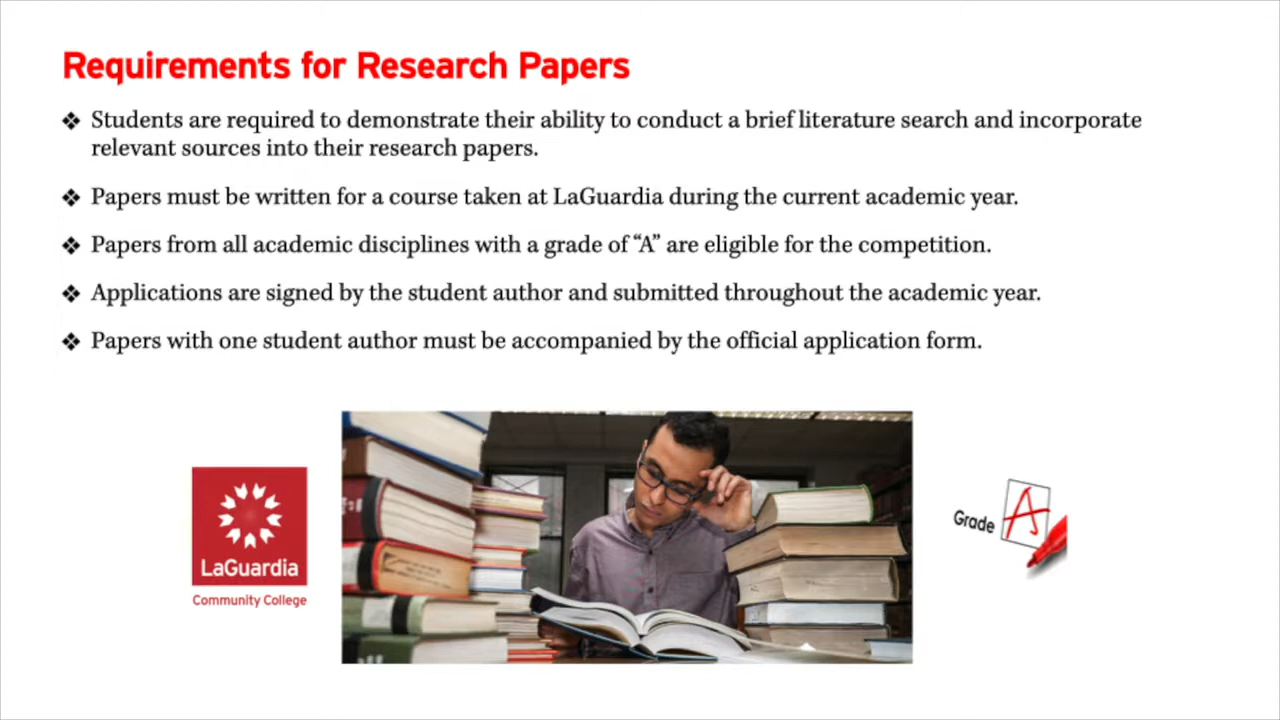 Requirements for Research Papers
❖ Students are required to demonstrate their ability to conduct a brief literature search and incorporate
relevant sources into their research papers.
❖ Papers must be written for a course taken at LaGuardia during the current academic year.
❖ Papers from all academic disciplines with a grade of “A” are eligible for the competition.
❖ Applications are signed by the student author and submitted throughout the academic year.
❖ Papers with one student author must be accompanied by the official application form.
LaGuardia
Community College
Grade A